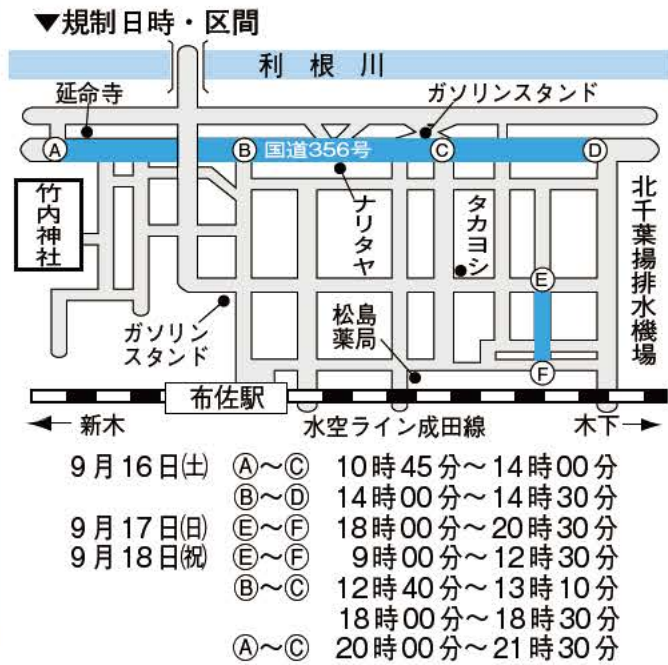 ▼規制日時・区間
利根川
延命寺
ガソリンスタンド
Ⓐ
Ⓑ
国道356号
Ⓒ
Ⓓ
竹内神社
ナリタヤ
タカヨシ
北千葉揚排水機場
Ⓔ
ガソリン
スタンド
松島
薬局
Ⓕ
布佐駅
新木
水空ライン成田線
木下
9月16日㈯ Ⓐ〜Ⓒ 10時45分〜14時00分
Ⓑ〜Ⓓ 14時00分〜14時30分
9月17日㈰ Ⓔ〜Ⓕ 18時00分〜20時30分
9月18日㈷ Ⓔ〜Ⓕ 9時00分〜12時30分
Ⓑ〜Ⓒ 12時40分〜13時10分
18時00分〜18時30分
Ⓐ〜Ⓒ 20時00分〜21時30分